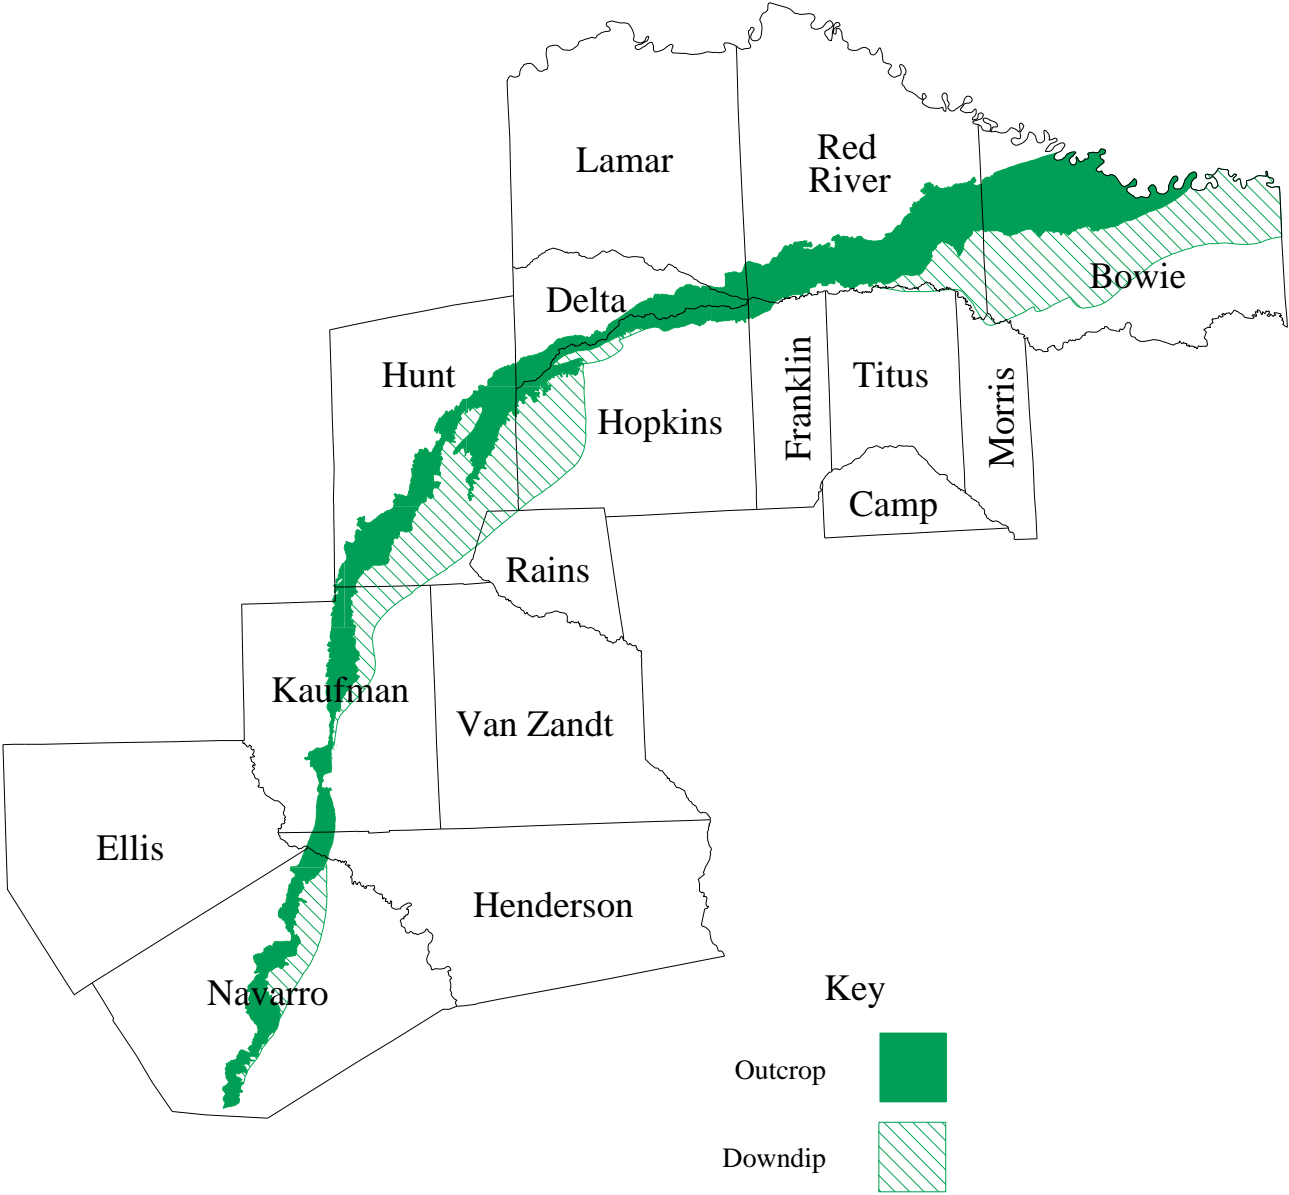 Lamar
Red
River
Delta
Bowie
Hunt
Hopkins
Franklin
Titus
Morris
Camp
Rains
Kaufman
Van Zandt
Ellis
Henderson
Navarro
Key
Outcrop
Downdip